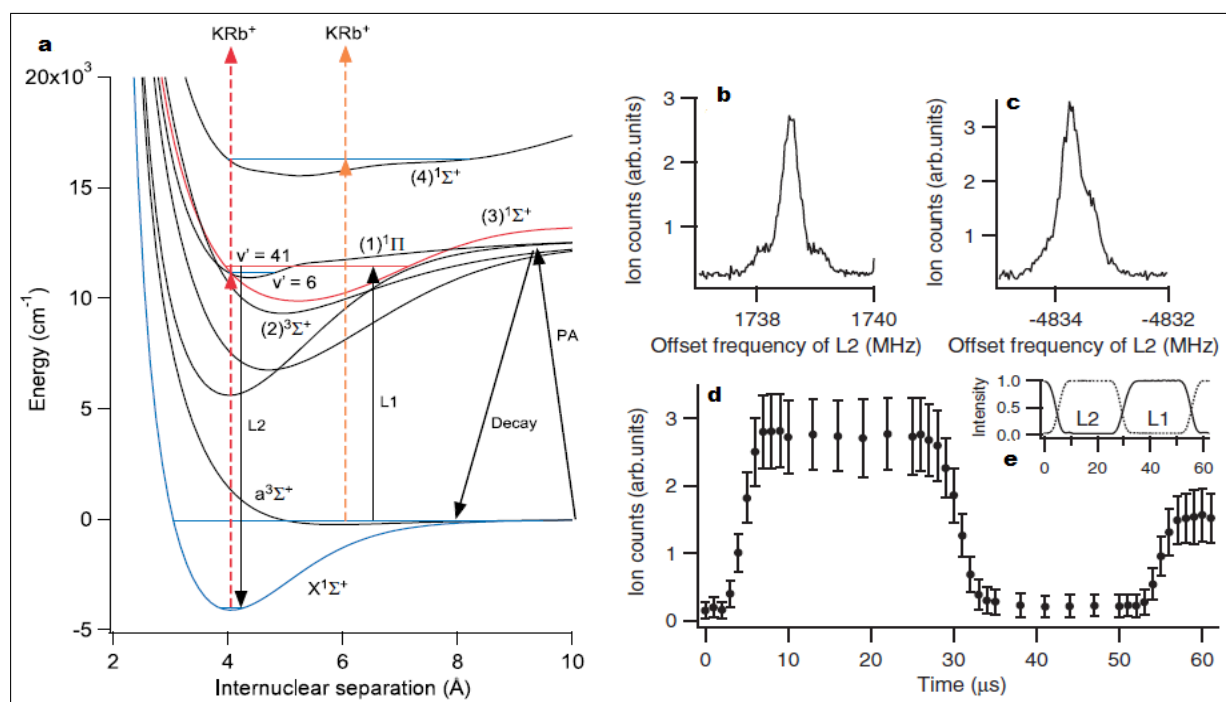 a
KRb⁺
KRb⁺
20x10³
15
10
5
0
-5
Energy (cm⁻¹)
2
4
6
8
10
Internuclear separation (Å)
(4)¹Σ⁺
(3)¹Σ⁺
(1)¹Π
v' = 41
v' = 6
(2)³Σ⁺
PA
L2
L1
Decay
a³Σ⁺
X¹Σ⁺
b
3
2
1
Ion counts (arb.units)
1738
1740
Offset frequency of L2 (MHz)
c
3
2
1
Ion counts (arb.units)
-4834
-4832
Offset frequency of L2 (MHz)
d
3
2
1
0
Ion counts (arb.units)
0
10
20
30
40
50
60
Time (μs)
1.0
0.5
0.0
Intensity
L2
L1
e
0
20
40
60